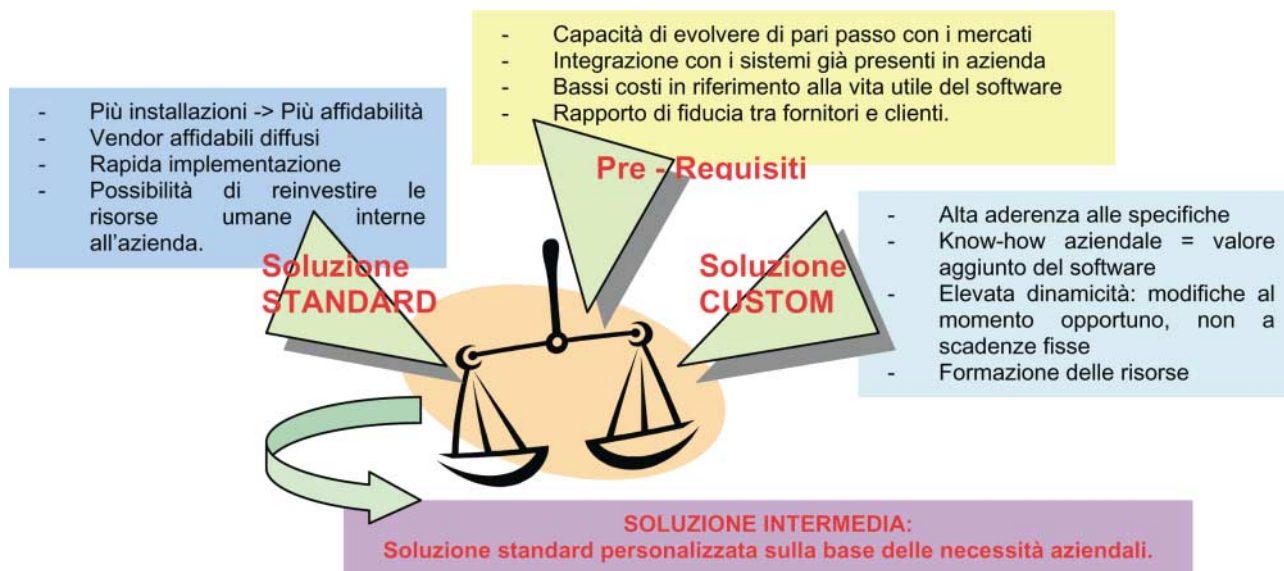 - Capacità di evolvere di pari passo con i mercati
- Integrazione con i sistemi già presenti in azienda
- Bassi costi in riferimento alla vita utile del software
- Rapporto di fiducia tra fornitori e clienti.
Pre - Requisiti
- Più installazioni -> Più affidabilità
- Vendor affidabili diffusi
- Rapida implementazione
- Possibilità di reinvestire le
risorse umane interne
all'azienda.
Soluzione
STANDARD
- Alta aderenza alle specifiche
- Know-how aziendale = valore
aggiunto del software
- Elevata dinamicità: modifiche al
momento opportuno, non a
scadenze fisse
- Formazione delle risorse
Soluzione
CUSTOM
SOLUZIONE INTERMEDIA:
Soluzione standard personalizzata sulla base delle necessità aziendali.